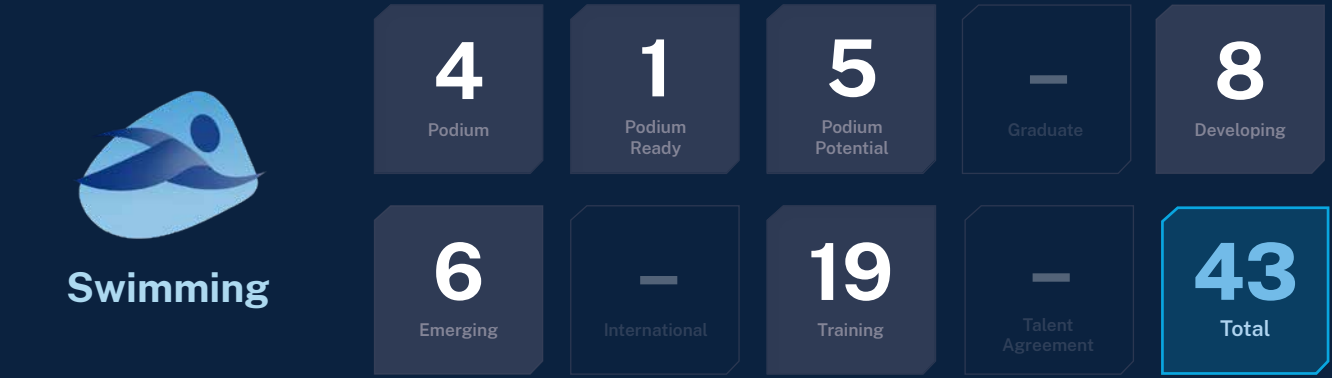 4
Podium
1
Podium
Ready
5
Podium
Potential
–
Graduate
8
Developing
Swimming
6
Emerging
–
International
19
Training
–
Talent
Agreement
43
Total